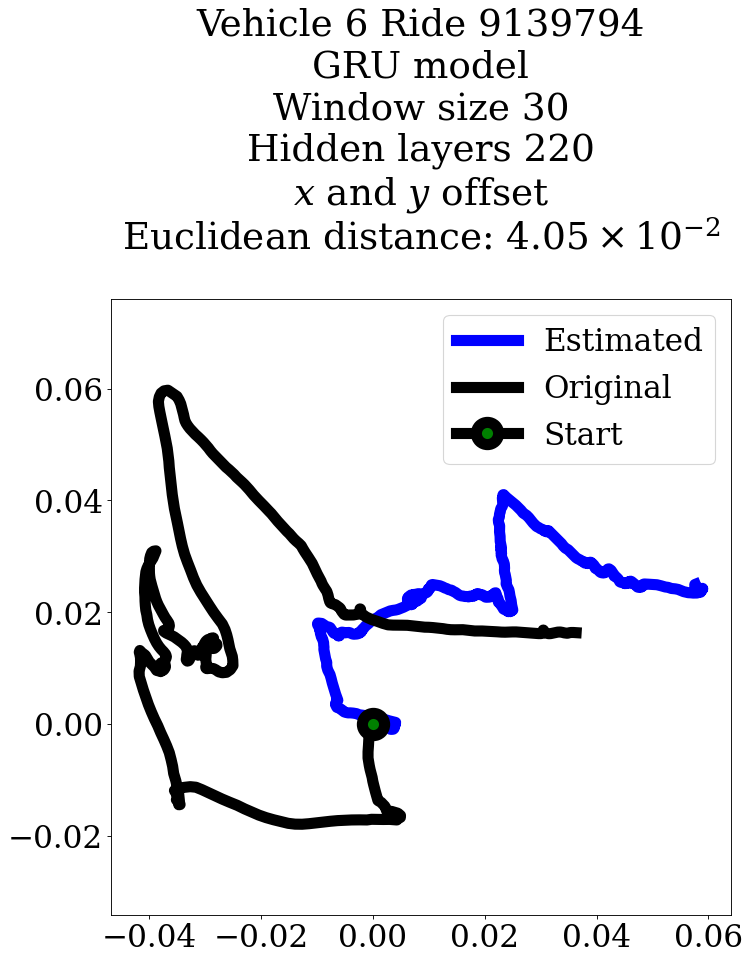 Vehicle 6 Ride 9139794
GRU model
Window size 30
Hidden layers 220
x and y offset
Euclidean distance: 4.05 × 10⁻²
Estimated
Original
Start
0.06
0.04
0.02
0.00
−0.02
−0.04 −0.02 0.00 0.02 0.04 0.06